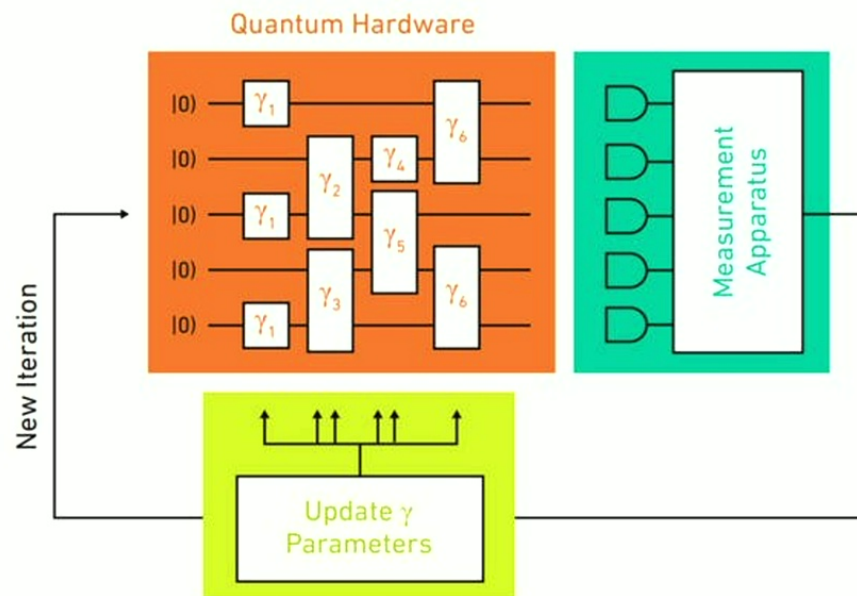 Quantum Hardware
|0⟩ γ₁ γ₆
|0⟩ γ₂ γ₄
|0⟩ γ₁ γ₅
|0⟩ γ₃ γ₆
|0⟩ γ₁
Measurement
Apparatus
New Iteration
Update γ
Parameters